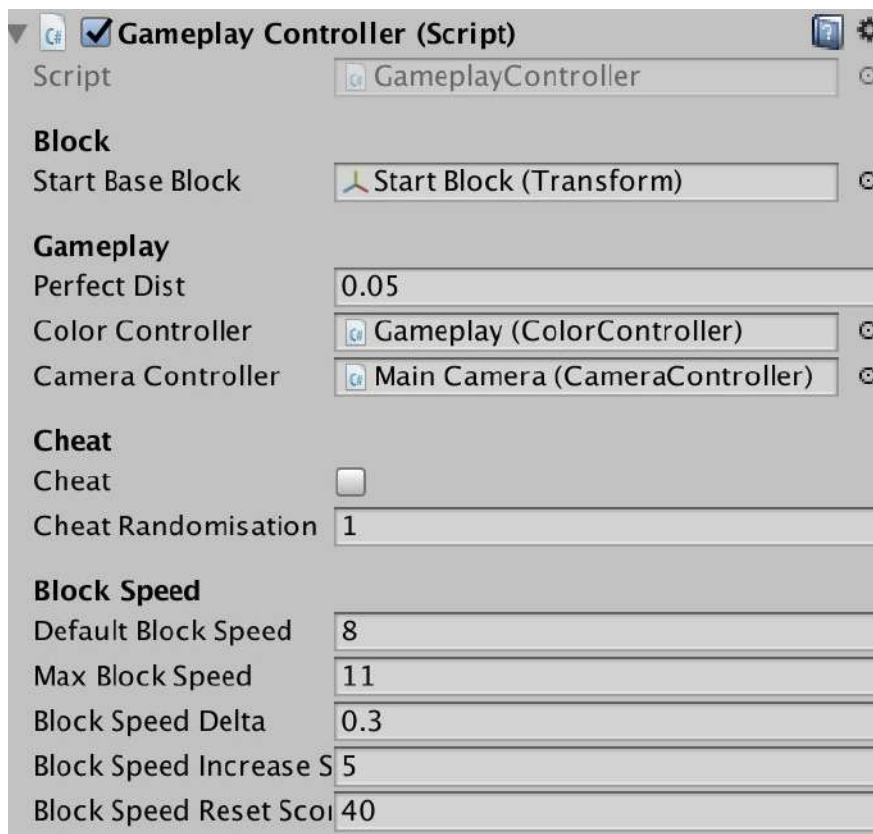 Gameplay Controller (Script)
Script GameplayController
Block
Start Base Block Start Block (Transform)
Gameplay
Perfect Dist 0.05
Color Controller Gameplay (ColorController)
Camera Controller Main Camera (CameraController)
Cheat
Cheat
Cheat Randomisation 1
Block Speed
Default Block Speed 8
Max Block Speed 11
Block Speed Delta 0.3
Block Speed Increase S 5
Block Speed Reset Sco 40